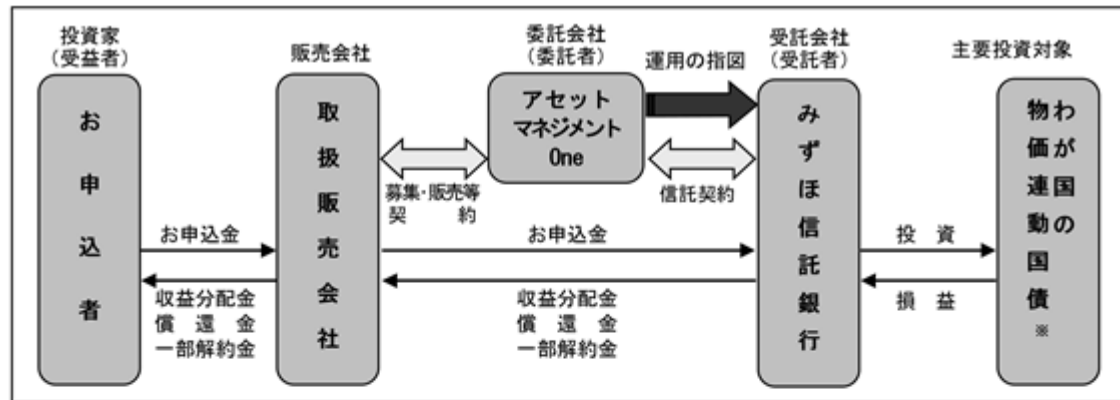 投資家
(受益者)
お申込者
販売会社
取扱販売会社
委託会社
(委託者)
アセット
マネジメント
One
運用の指図
受託会社
(受託者)
みずほ信託銀行
主要投資対象
わが国の
物価連動国債※
募集・販売等
契約
信託契約
お申込金
収益分配金
償還金
一部解約金
お申込金
収益分配金
償還金
一部解約金
投資
損益